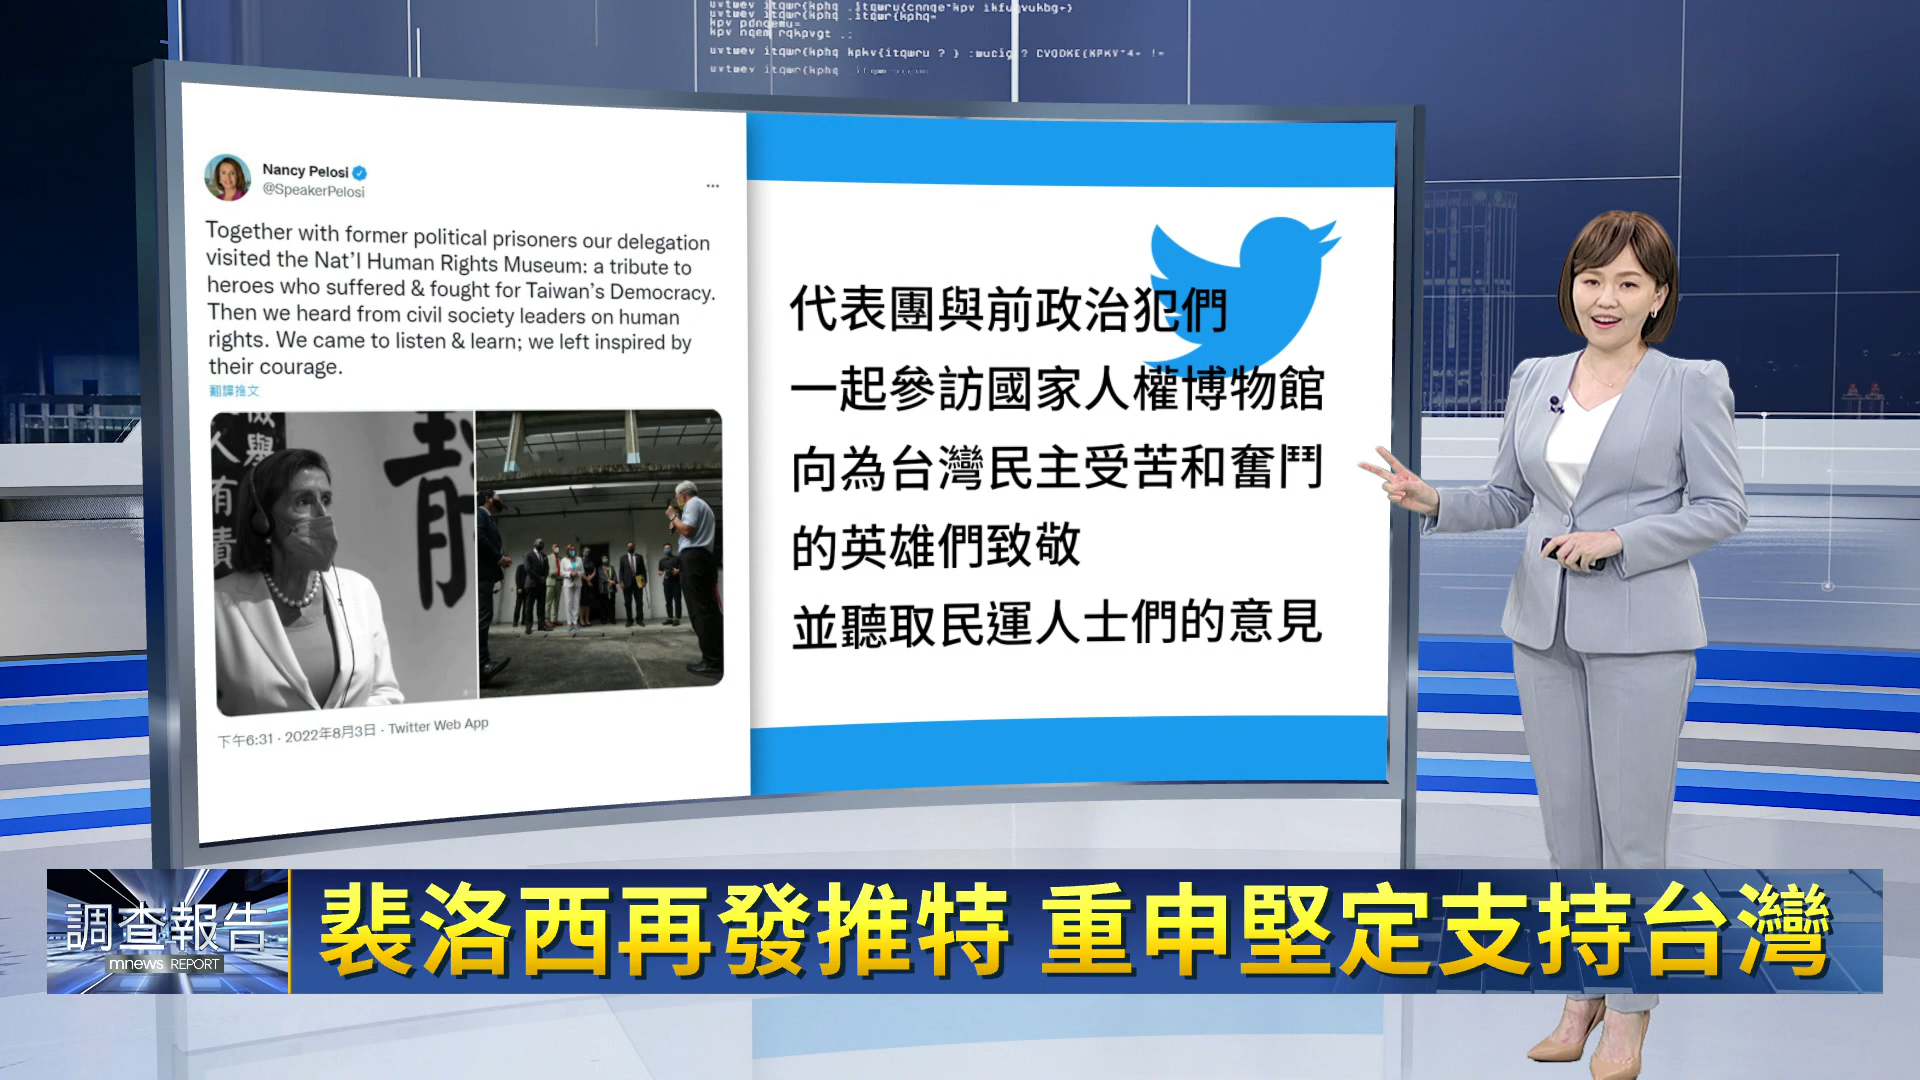 Nancy Pelosi
@SpeakerPelosi
Together with former political prisoners our delegation
visited the Nat'l Human Rights Museum: a tribute to
heroes who suffered & fought for Taiwan's Democracy.
Then we heard from civil society leaders on human
rights. We came to listen & learn; we left inspired by
their courage.
翻譯推文
人有責
靜
下午6:31 · 2022年8月3日 · Twitter Web App
代表團與前政治犯們
一起參訪國家人權博物館
向為台灣民主受苦和奮鬥
的英雄們致敬
並聽取民運人士們的意見
調查報告
mnews REPORT
裴洛西再發推特 重申堅定支持台灣